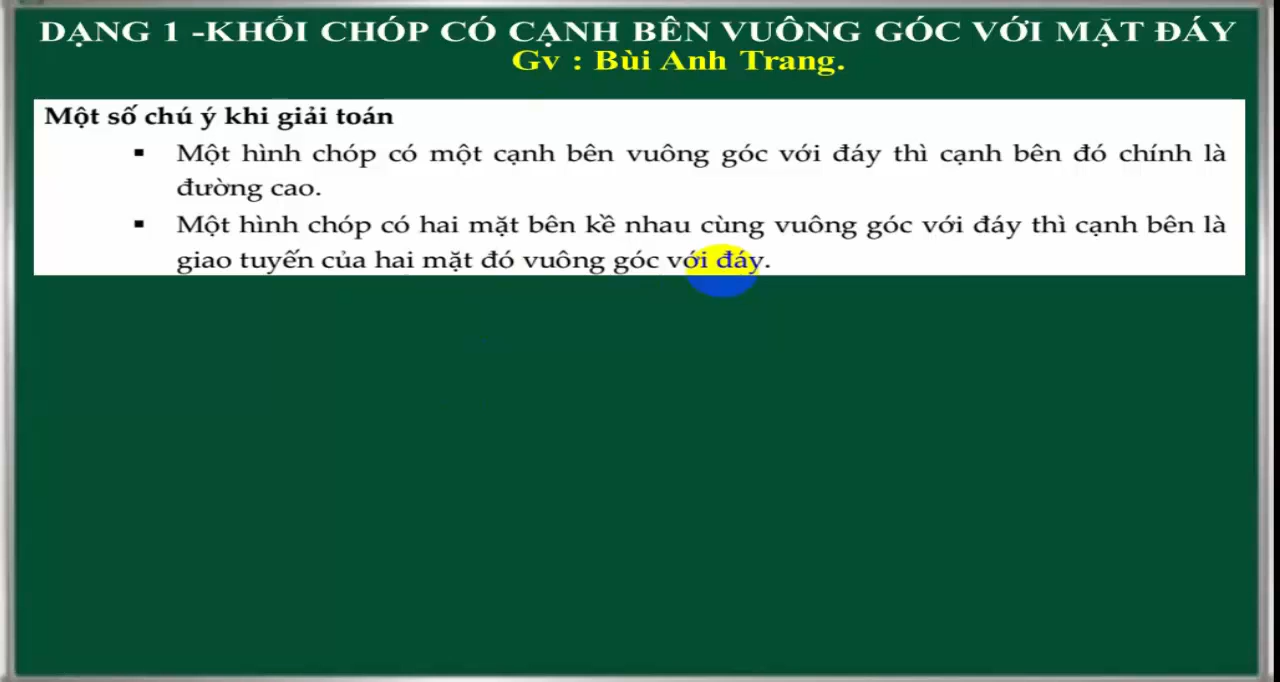 DẠNG 1 -KHỐI CHÓP CÓ CẠNH BÊN VUÔNG GÓC VỚI MẶT ĐÁY
Gv : Bùi Anh Trang.
Một số chú ý khi giải toán
▪ Một hình chóp có một cạnh bên vuông góc với đáy thì cạnh bên đó chính là
đường cao.
▪ Một hình chóp có hai mặt bên kề nhau cùng vuông góc với đáy thì cạnh bên là
giao tuyến của hai mặt đó vuông góc với đáy.